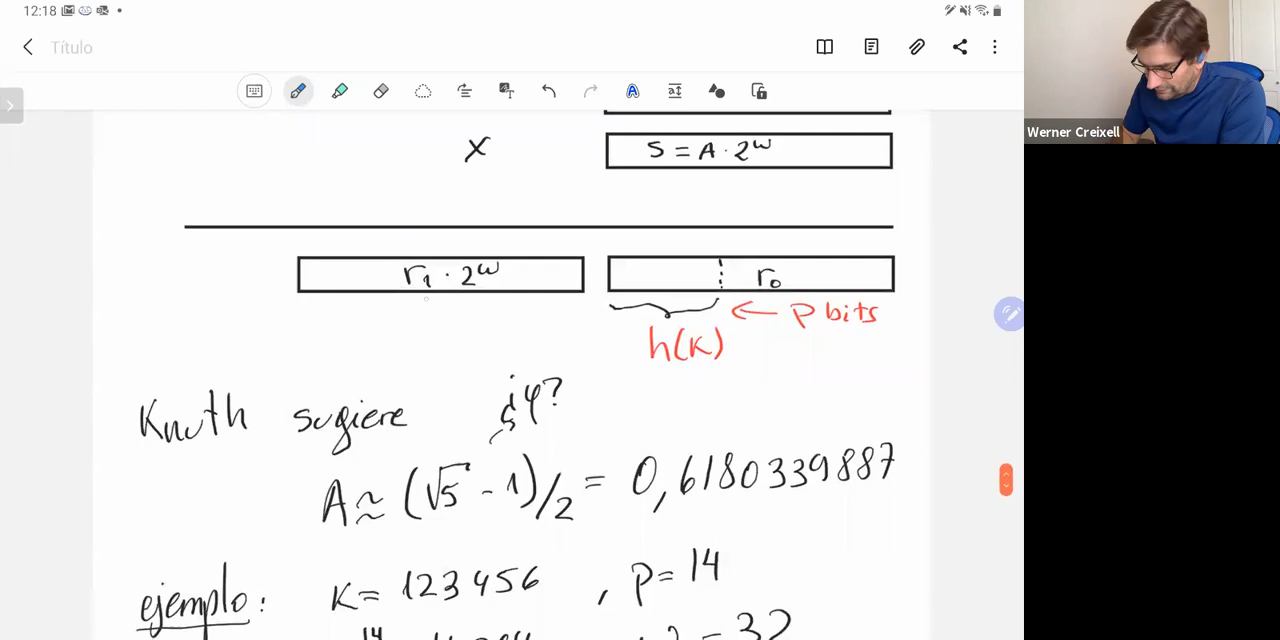 12:18
Título
Werner Creixell
X
S = A · 2^w
r₁ · 2^w
r₀
← p bits
h(k)
Knuth sugiere ¿φ?
A ≈ (√5 - 1)/2 = 0,6180339887
ejemplo: K = 123456 , p = 14
= 32